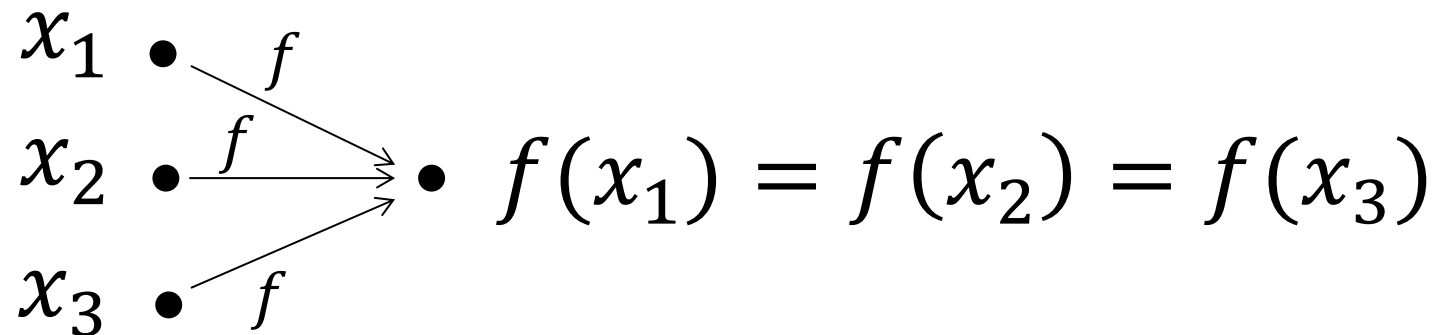 x₁ f
f
x₂ f(x₁) = f(x₂) = f(x₃)
x₃ f